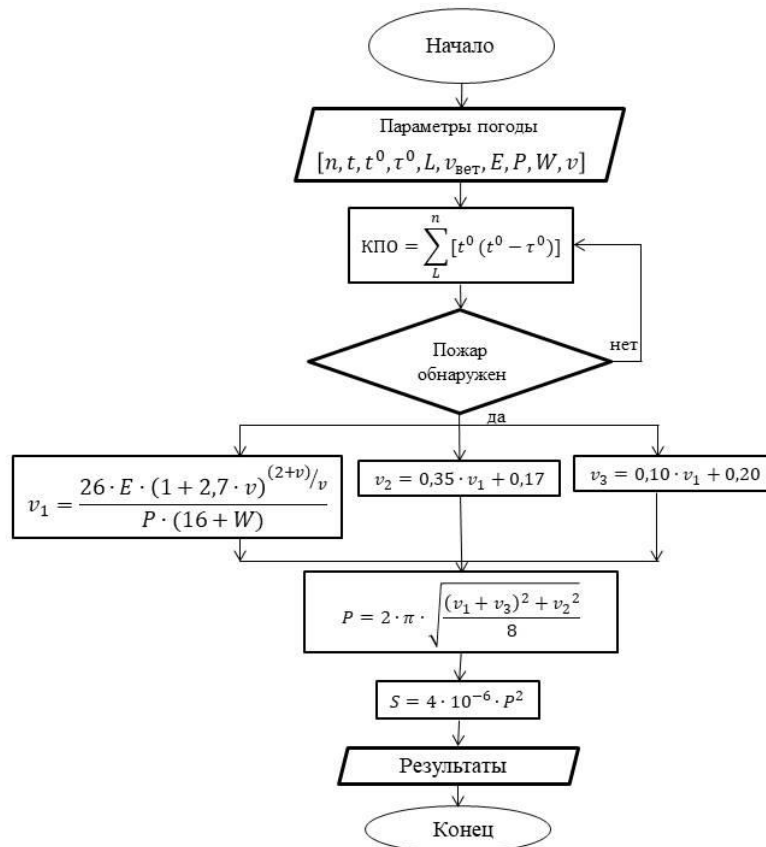 Начало
Параметры погоды
[n, t, t⁰, τ⁰, L, v_вет, E, P, W, v]
КПО = ∑_L^n [t⁰ (t⁰ − τ⁰)]
нет
Пожар
обнаружен
да
v₁ = 26 · E · (1 + 2,7 · v)^((2+v)/v) / P · (16 + W)
v₂ = 0,35 · v₁ + 0,17
v₃ = 0,10 · v₁ + 0,20
P = 2 · π · √((v₁ + v₃)² + v₂² / 8)
S = 4 · 10⁻⁶ · P²
Результаты
Конец